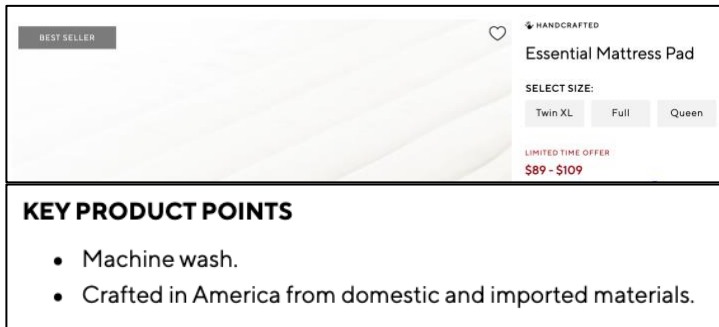 BEST SELLER
HANDCRAFTED
Essential Mattress Pad
SELECT SIZE:
Twin XL Full Queen
LIMITED TIME OFFER
$89 - $109
KEY PRODUCT POINTS
• Machine wash.
• Crafted in America from domestic and imported materials.